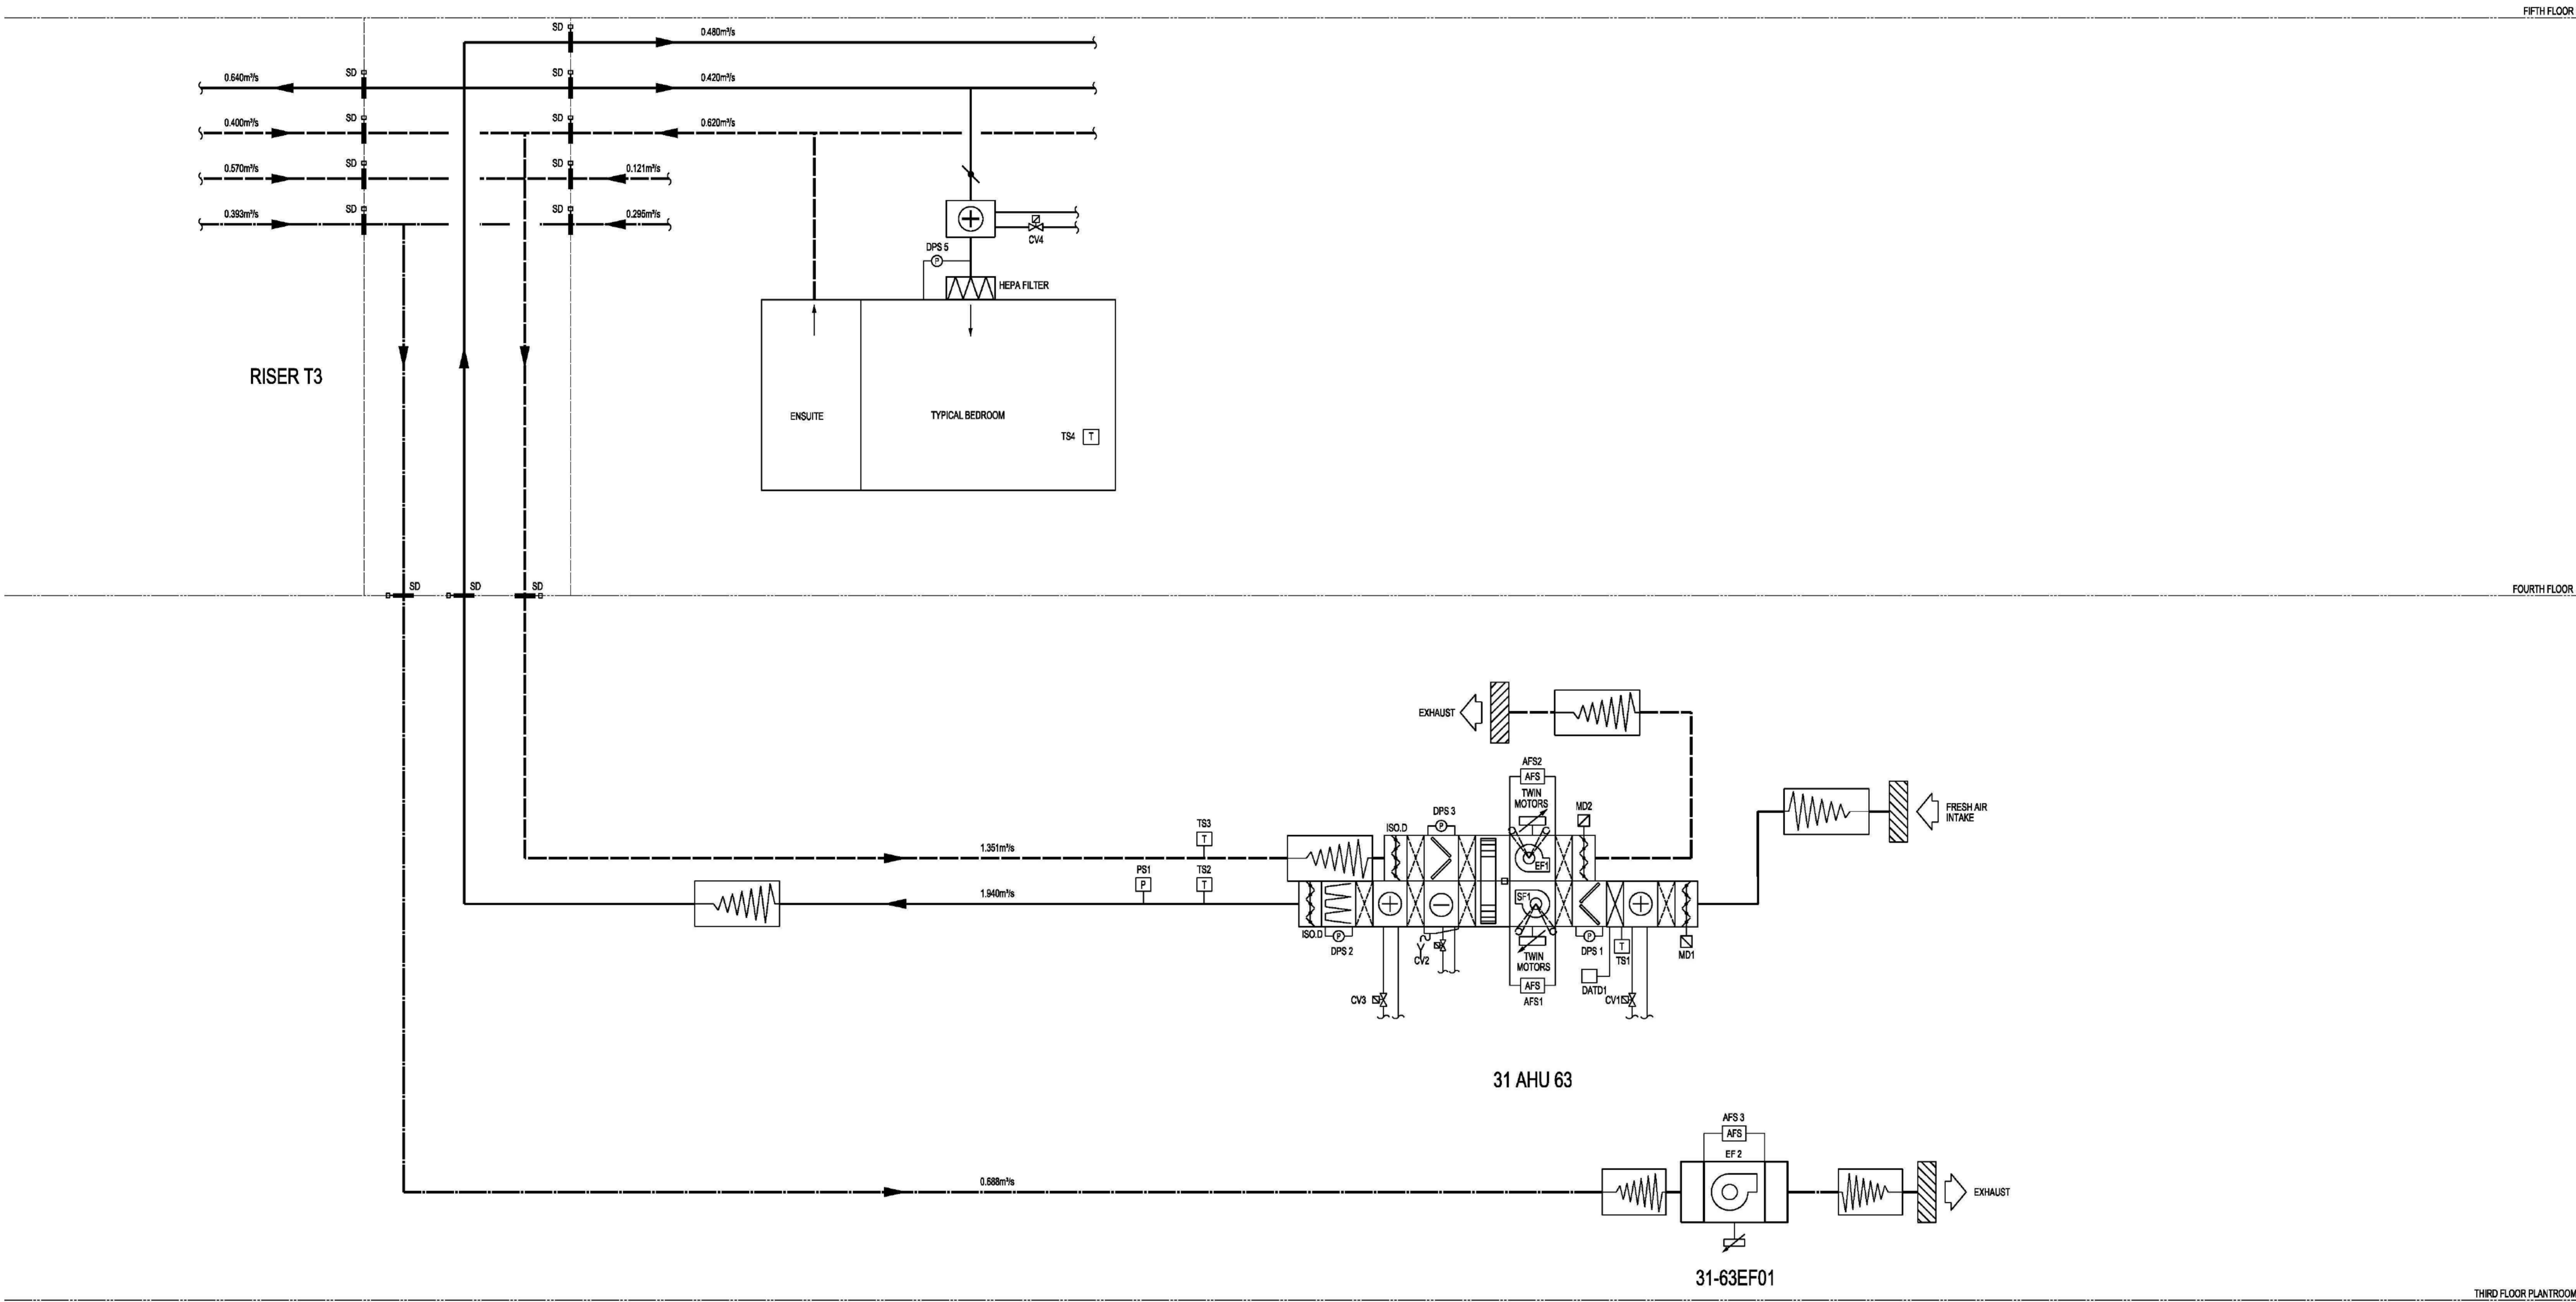 FIFTH FLOOR
SD
0.480m³/s
0.640m³/s
SD
SD
0.420m³/s
0.400m³/s
SD
SD
0.620m³/s
0.570m³/s
SD
SD
0.121m³/s
0.393m³/s
SD
SD
0.295m³/s
CV4
DPS 5
P
HEPA FILTER
RISER T3
ENSUITE
TYPICAL BEDROOM
TS4
T
SD
SD
SD
FOURTH FLOOR
EXHAUST
AFS2
AFS
TWIN
MOTORS
MD2
DPS 3
P
ISO.D
FRESH AIR
INTAKE
TS3
T
1.351m³/s
EF1
PS1
P
TS2
T
1.940m³/s
SF1
ISO.D
P
DPS 2
CV2
TWIN
MOTORS
P
DPS 1
T
TS1
MD1
DATD1
AFS
AFS1
CV3
CV1
31 AHU 63
AFS 3
AFS
EF 2
0.688m³/s
EXHAUST
31-63EF01
THIRD FLOOR PLANTROOM